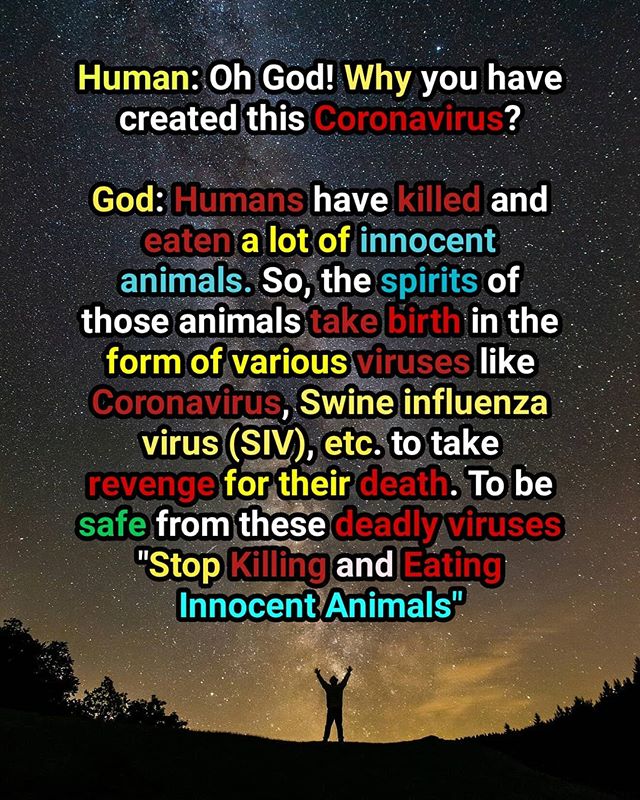 Human: Oh God! Why you have
created this Coronavirus?
God: Humans have killed and
eaten a lot of innocent
animals. So, the spirits of
those animals take birth in the
form of various viruses like
Coronavirus, Swine influenza
virus (SIV), etc. to take
revenge for their death. To be
safe from these deadly viruses
"Stop Killing and Eating
Innocent Animals"